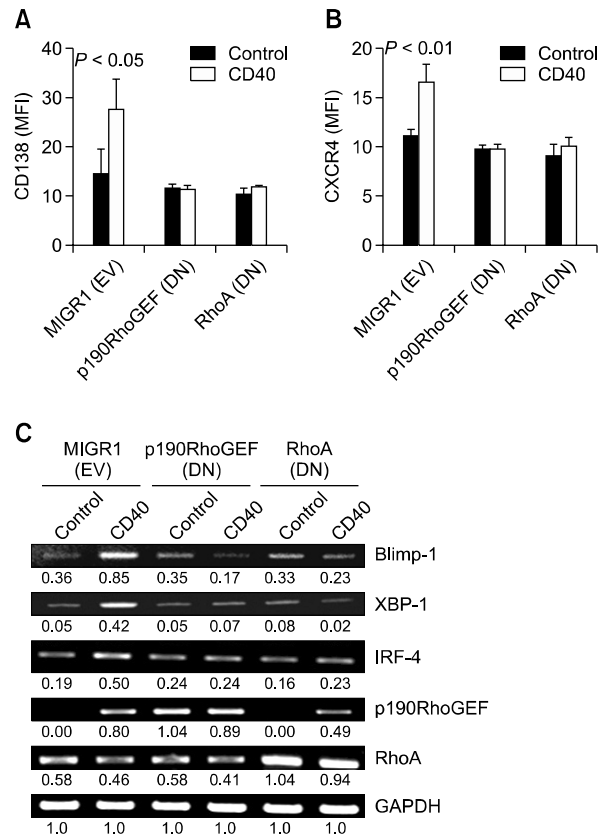 A
CD138 (MFI)
40
30
20
10
0
P < 0.05
Control
CD40
MIGR1 (EV)
p190RhoGEF (DN)
RhoA (DN)
B
CXCR4 (MFI)
20
15
10
5
0
P < 0.01
Control
CD40
MIGR1 (EV)
p190RhoGEF (DN)
RhoA (DN)
C
MIGR1 (EV)
p190RhoGEF (DN)
RhoA (DN)
Control CD40 Control CD40 Control CD40
Blimp-1
0.36 0.85 0.35 0.17 0.33 0.23
XBP-1
0.05 0.42 0.05 0.07 0.08 0.02
IRF-4
0.19 0.50 0.24 0.24 0.16 0.23
p190RhoGEF
0.00 0.80 1.04 0.89 0.00 0.49
RhoA
0.58 0.46 0.58 0.41 1.04 0.94
GAPDH
1.0 1.0 1.0 1.0 1.0 1.0